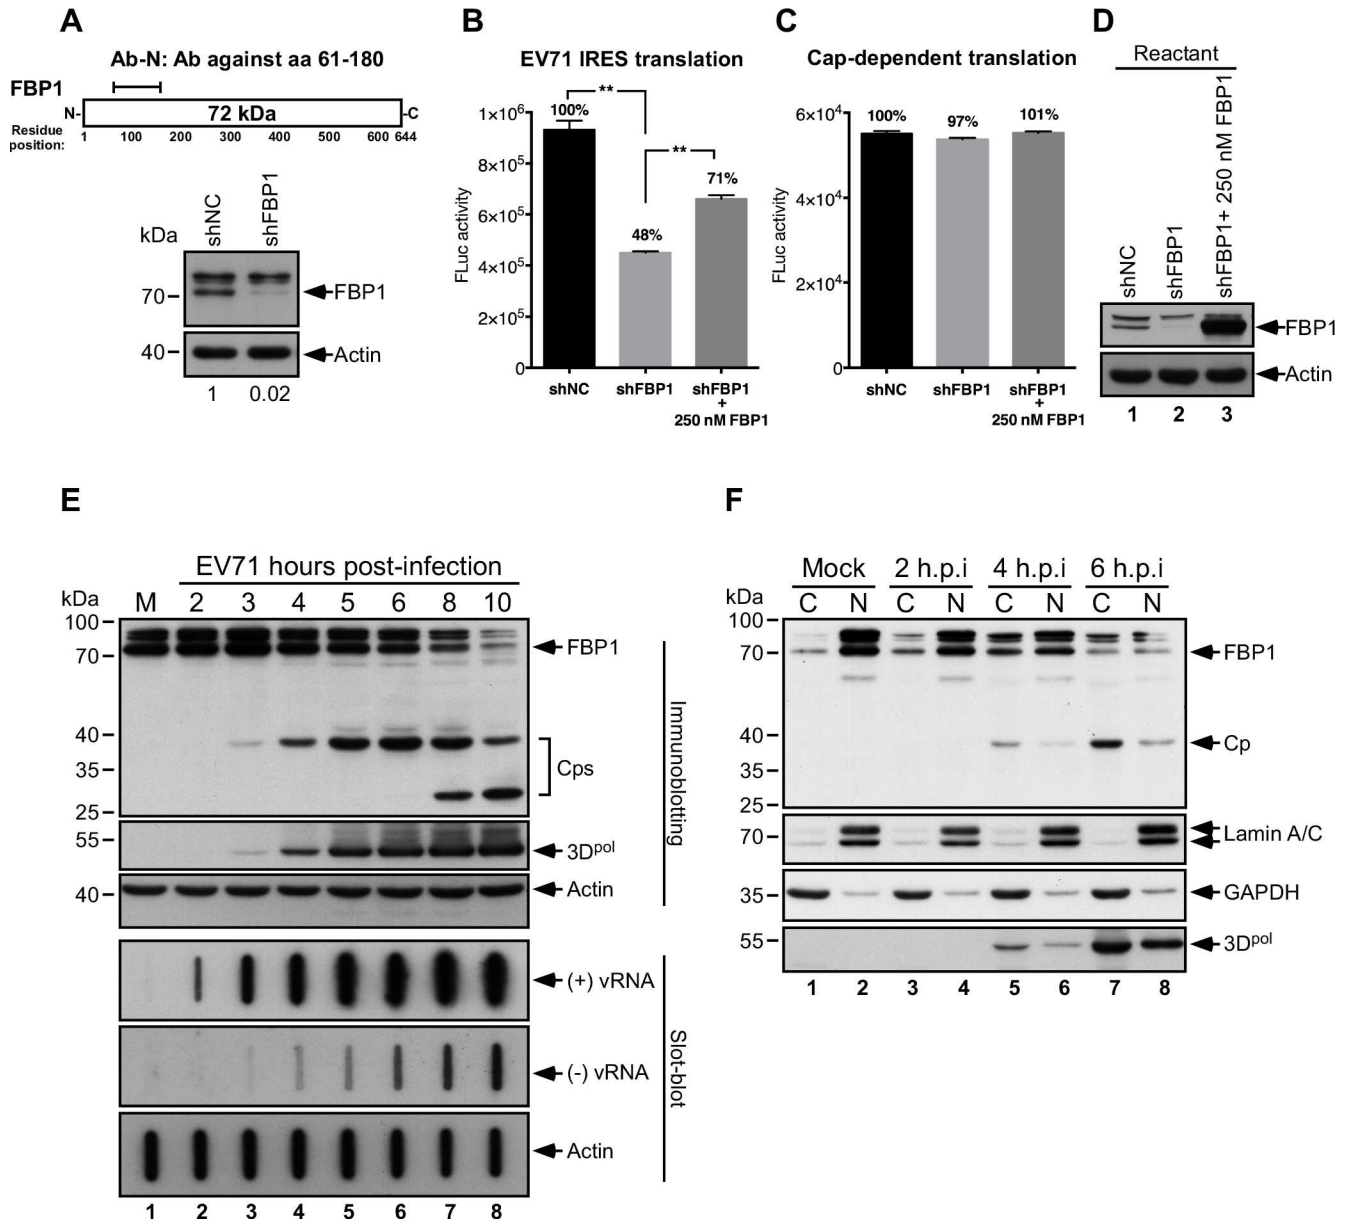 A
Ab-N: Ab against aa 61-180
FBP1
N-
72 kDa
-C
Residue position:
1 100 200 300 400 500 600 644
kDa
shNC
shFBP1
70
FBP1
40
Actin
1 0.02
B
EV71 IRES translation
FLuc activity
1×10⁶
8×10⁵
6×10⁵
4×10⁵
2×10⁵
0
100%
**
48%
**
71%
shNC
shFBP1
shFBP1 + 250 nM FBP1
C
Cap-dependent translation
FLuc activity
6×10⁴
4×10⁴
2×10⁴
0
100%
97%
101%
shNC
shFBP1
shFBP1 + 250 nM FBP1
D
Reactant
shNC
shFBP1
shFBP1+ 250 nM FBP1
FBP1
Actin
1 2 3
E
EV71 hours post-infection
kDa
M 2 3 4 5 6 8 10
100
70
FBP1
40
35
25
Cps
55
3Dᵖᵒˡ
40
Actin
Immunoblotting
(+) vRNA
(-) vRNA
Actin
Slot-blot
1 2 3 4 5 6 7 8
F
Mock 2 h.p.i 4 h.p.i 6 h.p.i
kDa
C N C N C N C N
100
70
FBP1
40
Cp
35
25
70
Lamin A/C
35
GAPDH
55
3Dᵖᵒˡ
1 2 3 4 5 6 7 8